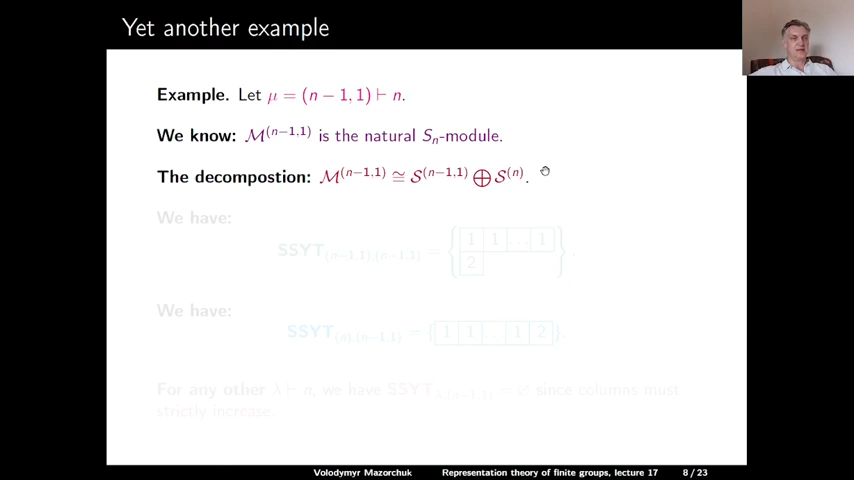 Yet another example
Example. Let μ = (n − 1, 1) ⊢ n.
We know: 𝓜^(n−1,1) is the natural S_n-module.
The decompostion: 𝓜^(n−1,1) ≅ 𝓢^(n−1,1) ⊕ 𝓢^(n).
We have:
SSYT_(n−1,1),(n−1,1) = { 1 1 ... 1
2 } .
We have:
SSYT_(n),(n−1,1) = { 1 1 ... 1 2 }.
For any other λ ⊢ n, we have SSYT_λ,(n−1,1) = ∅ since columns must
strictly increase.
Volodymyr Mazorchuk Representation theory of finite groups, lecture 17 8 / 23